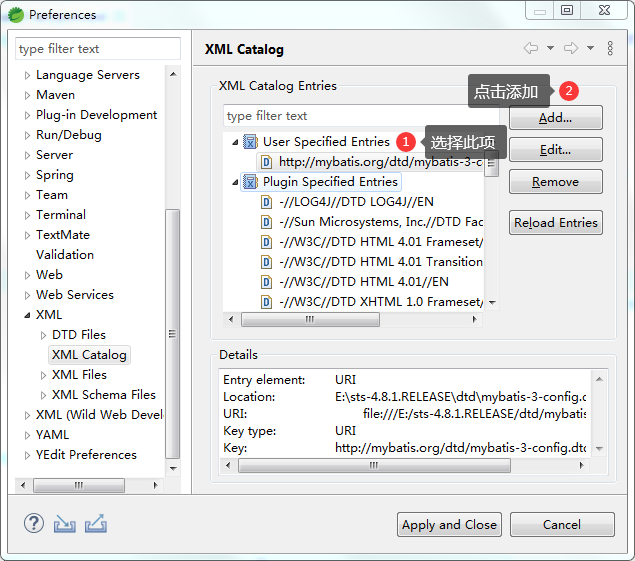 Preferences
type filter text
Language Servers
Maven
Plug-in Development
Run/Debug
Server
Spring
Team
Terminal
TextMate
Validation
Web
Web Services
XML
DTD Files
XML Catalog
XML Files
XML Schema Files
XML (Wild Web Devel
YAML
YEdit Preferences
XML Catalog
XML Catalog Entries
点击添加 2
type filter text
User Specified Entries 1 选择此项
http://mybatis.org/dtd/mybatis-3-c
Plugin Specified Entries
-//LOG4J//DTD LOG4J//EN
-//Sun Microsystems, Inc.//DTD Fac
-//W3C//DTD HTML 4.01 Frameset/
-//W3C//DTD HTML 4.01 Transition
-//W3C//DTD HTML 4.01//EN
-//W3C//DTD XHTML 1.0 Frameset/
Add...
Edit...
Remove
Reload Entries
Details
Entry element: URI
Location: E:\sts-4.8.1.RELEASE\dtd\mybatis-3-config.d
URI: file:///E:/sts-4.8.1.RELEASE/dtd/mybatis
Key type: URI
Key: http://mybatis.org/dtd/mybatis-3-config.dtd
Apply and Close
Cancel